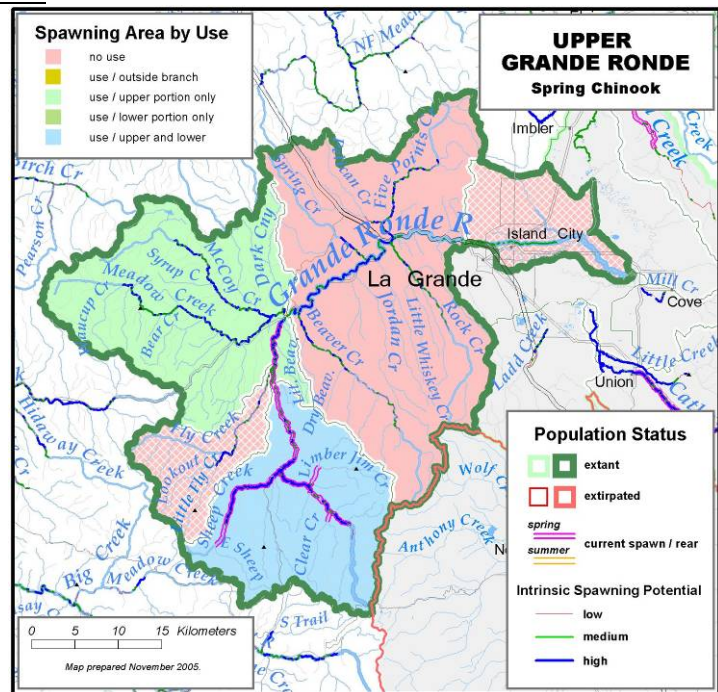 Spawning Area by Use
no use
use / outside branch
use / upper portion only
use / lower portion only
use / upper and lower
UPPER
GRANDE RONDE
Spring Chinook
NF Meach
Imbler
Creek
Birch Cr
Pearson Cr
Spring Cr
Five Points C
Dark Cny
McCoy Cr
Syrup C
Meadow Creek
Bear Cr
Grande Ronde R
Island City
La Grande
Mill Cr
Cove
Beaver Cr
Jordan Cr
Little Whiskey Cr
Rock Cr
Ladd Creek
Little Creek
Union
Cath
Hidaway Creek
Fly Creek
Lookout
Little Fly Cr
Sheep Creek
Dry Beav.
Limber Jim Cr
Clear Cr
E Sheep
Wolf Cr
Anthony Creek
Big Creek
Meadow Creek
S Trail
Population Status
extant
extirpated
spring
summer
current spawn / rear
Intrinsic Spawning Potential
low
medium
high
0 5 10 15 Kilometers
Map prepared November 2005.